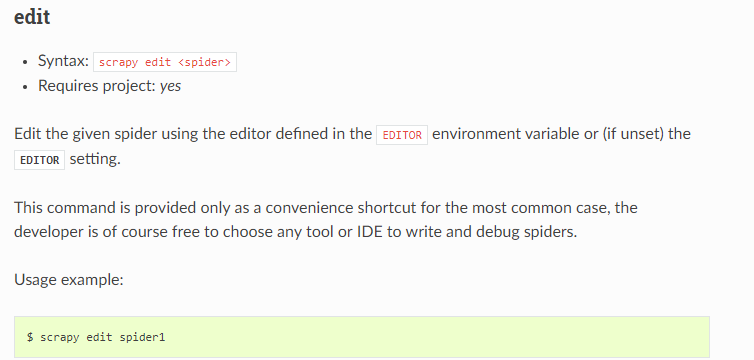 edit
Syntax: scrapy edit <spider>
Requires project: yes
Edit the given spider using the editor defined in the EDITOR environment variable or (if unset) the
EDITOR setting.
This command is provided only as a convenience shortcut for the most common case, the
developer is of course free to choose any tool or IDE to write and debug spiders.
Usage example:
$ scrapy edit spider1